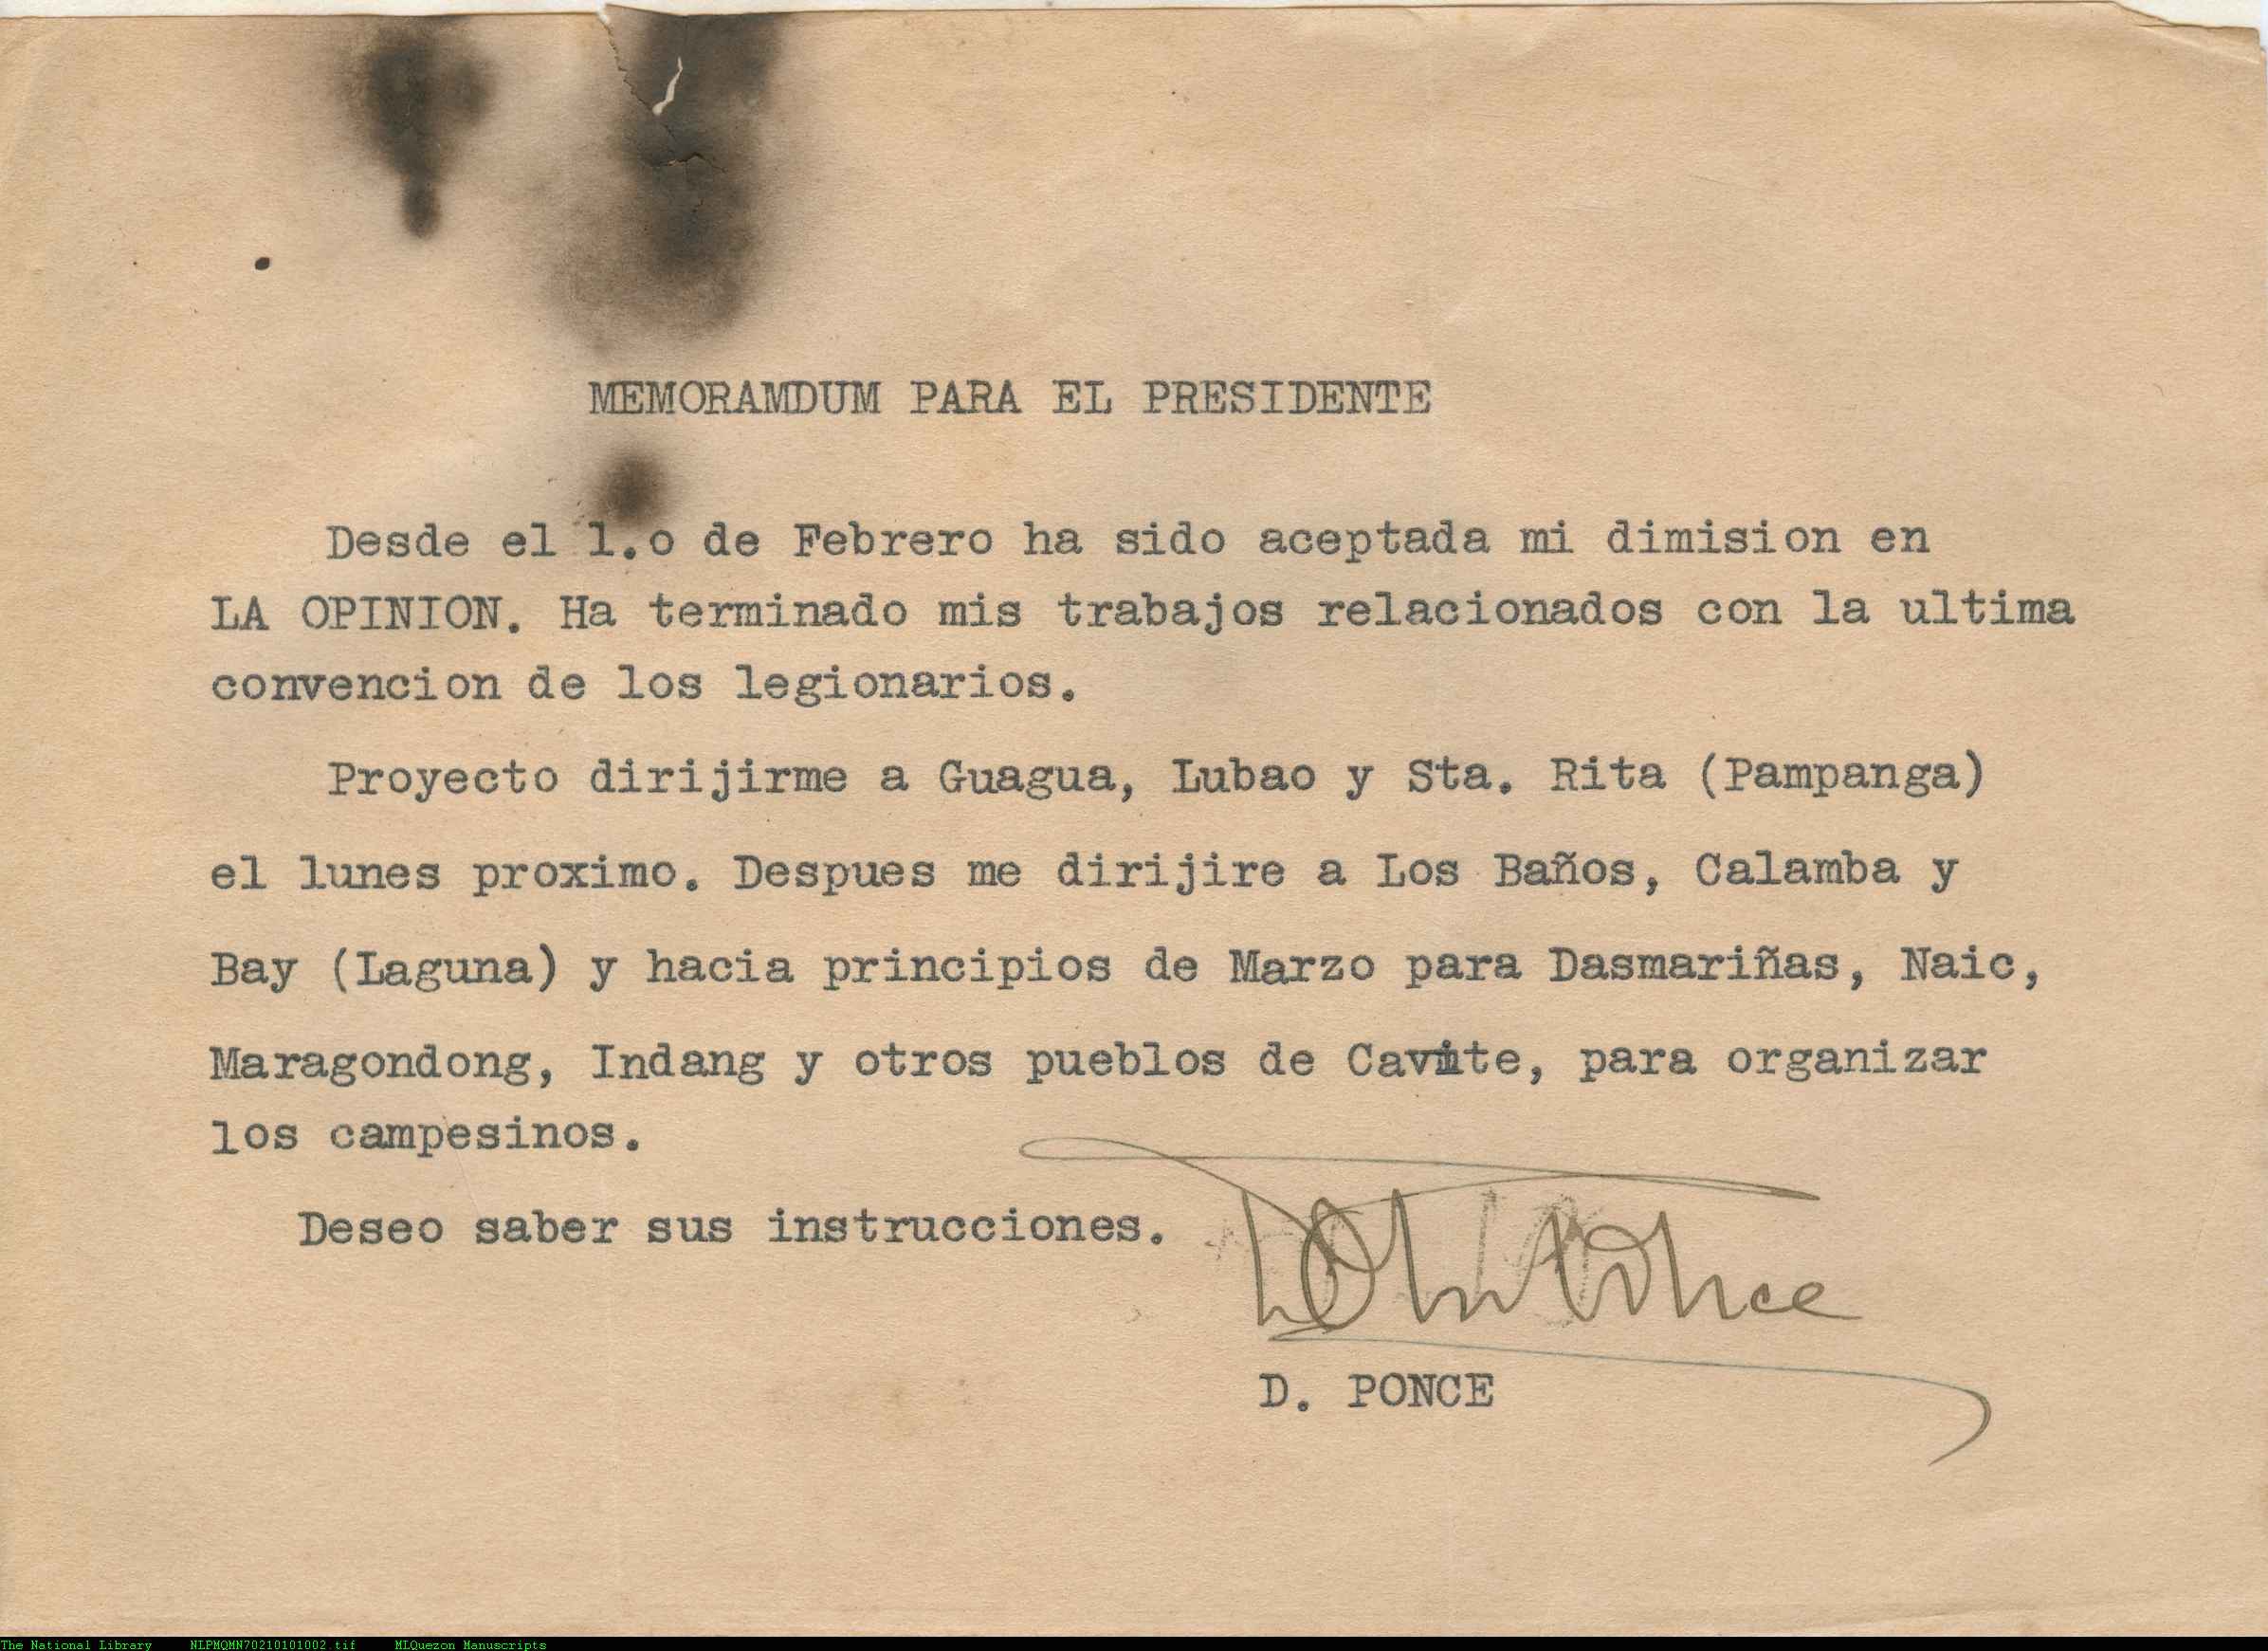 MEMORAMDUM PARA EL PRESIDENTE
Desde el 1.o de Febrero ha sido aceptada mi dimision en
LA OPINION. Ha terminado mis trabajos relacionados con la ultima
convencion de los legionarios.
Proyecto dirijirme a Guagua, Lubao y Sta. Rita (Pampanga)
el lunes proximo. Despues me dirijire a Los Baños, Calamba y
Bay (Laguna) y hacia principios de Marzo para Dasmariñas, Naic,
Maragondong, Indang y otros pueblos de Cavite, para organizar
los campesinos.
Deseo saber sus instrucciones.
Ponce
D. PONCE
The National Library NLPMQMN70210101002.tif MLQuezon Manuscripts